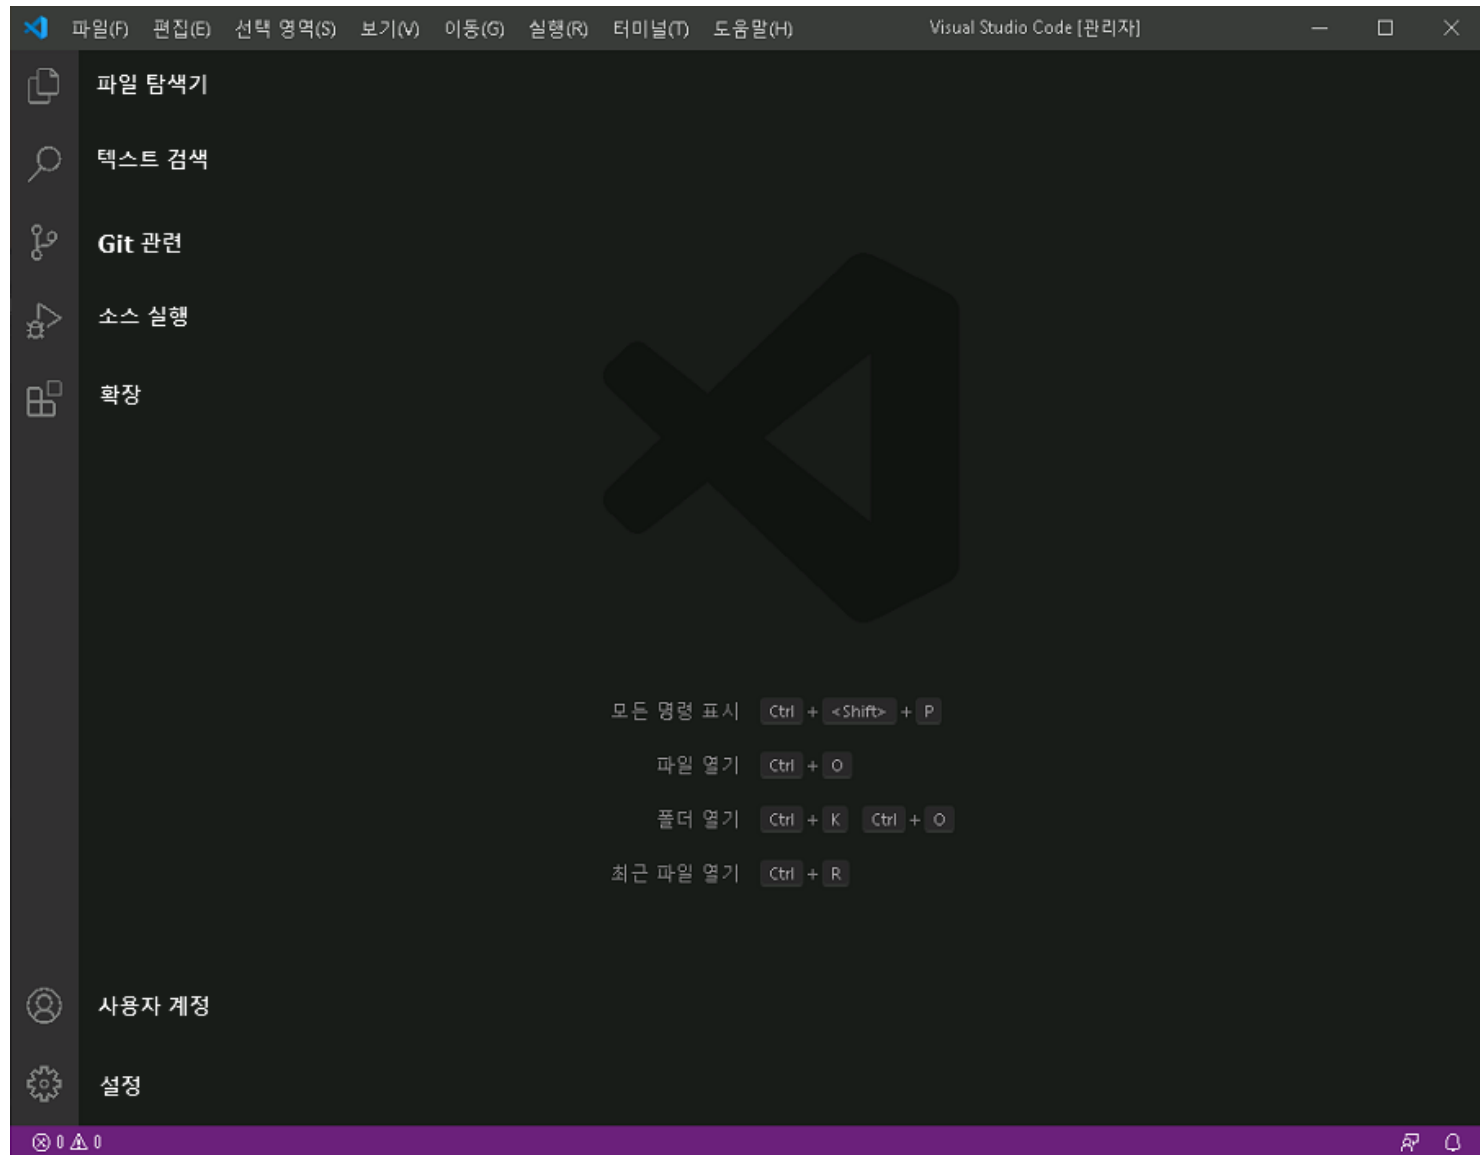 파일(F) 편집(E) 선택 영역(S) 보기(V) 이동(G) 실행(R) 터미널(T) 도움말(H) Visual Studio Code [관리자]
파일 탐색기
텍스트 검색
Git 관련
소스 실행
확장
모든 명령 표시 Ctrl + <Shift> + P
파일 열기 Ctrl + O
폴더 열기 Ctrl + K Ctrl + O
최근 파일 열기 Ctrl + R
사용자 계정
설정
0 0